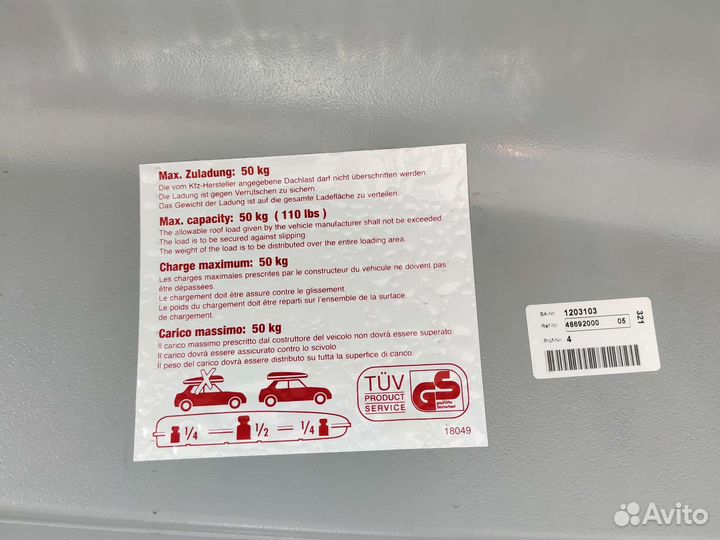 Max. Zuladung: 50 kg
Die vom Kfz-Hersteller angegebene Dachlast darf nicht überschritten werden.
Die Ladung ist gegen Verrutschen zu sichern.
Das Gewicht der Ladung ist auf die gesamte Ladefläche zu verteilen.
Max. capacity: 50 kg ( 110 lbs )
The allowable roof load given by the vehicle manufacturer shall not be exceeded.
The load is to be secured against slipping.
The weight of the load is to be distributed over the entire loading area.
Charge maximum: 50 kg
Les charges maximales prescrites par le constructeur du véhicule ne doivent pas
être dépassées.
Le chargement doit être assuré contre le glissement.
Le poids du chargement doit être réparti sur l'ensemble de la surface
de chargement.
Carico massimo: 50 kg
Il carico massimo prescritto dal costruttore del veicolo non dovrà essere superato.
Il carico dovrà essere assicurato contro lo scivolo
Il peso del carico dovrà essere distribuito su tutta la superfice di carico.
1/4 1/2 1/4
TÜV
PRODUCT
SERVICE
GS
geprüfte
Sicherheit
18049
BA-Nr. 1203103
Ref-Nr. 48692000 05
Prüf-Nr. 4
321
Avito